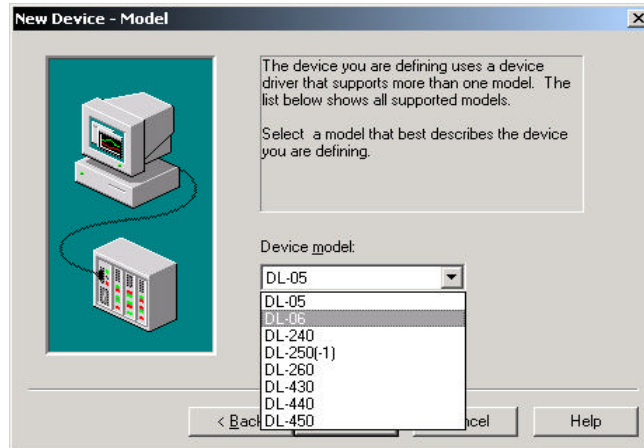 New Device - Model
The device you are defining uses a device
driver that supports more than one model. The
list below shows all supported models.
Select a model that best describes the device
you are defining.
Device model:
DL-05
DL-05
DL-06
DL-240
DL-250(-1)
DL-260
DL-430
DL-440
DL-450
< Bac
cel
Help